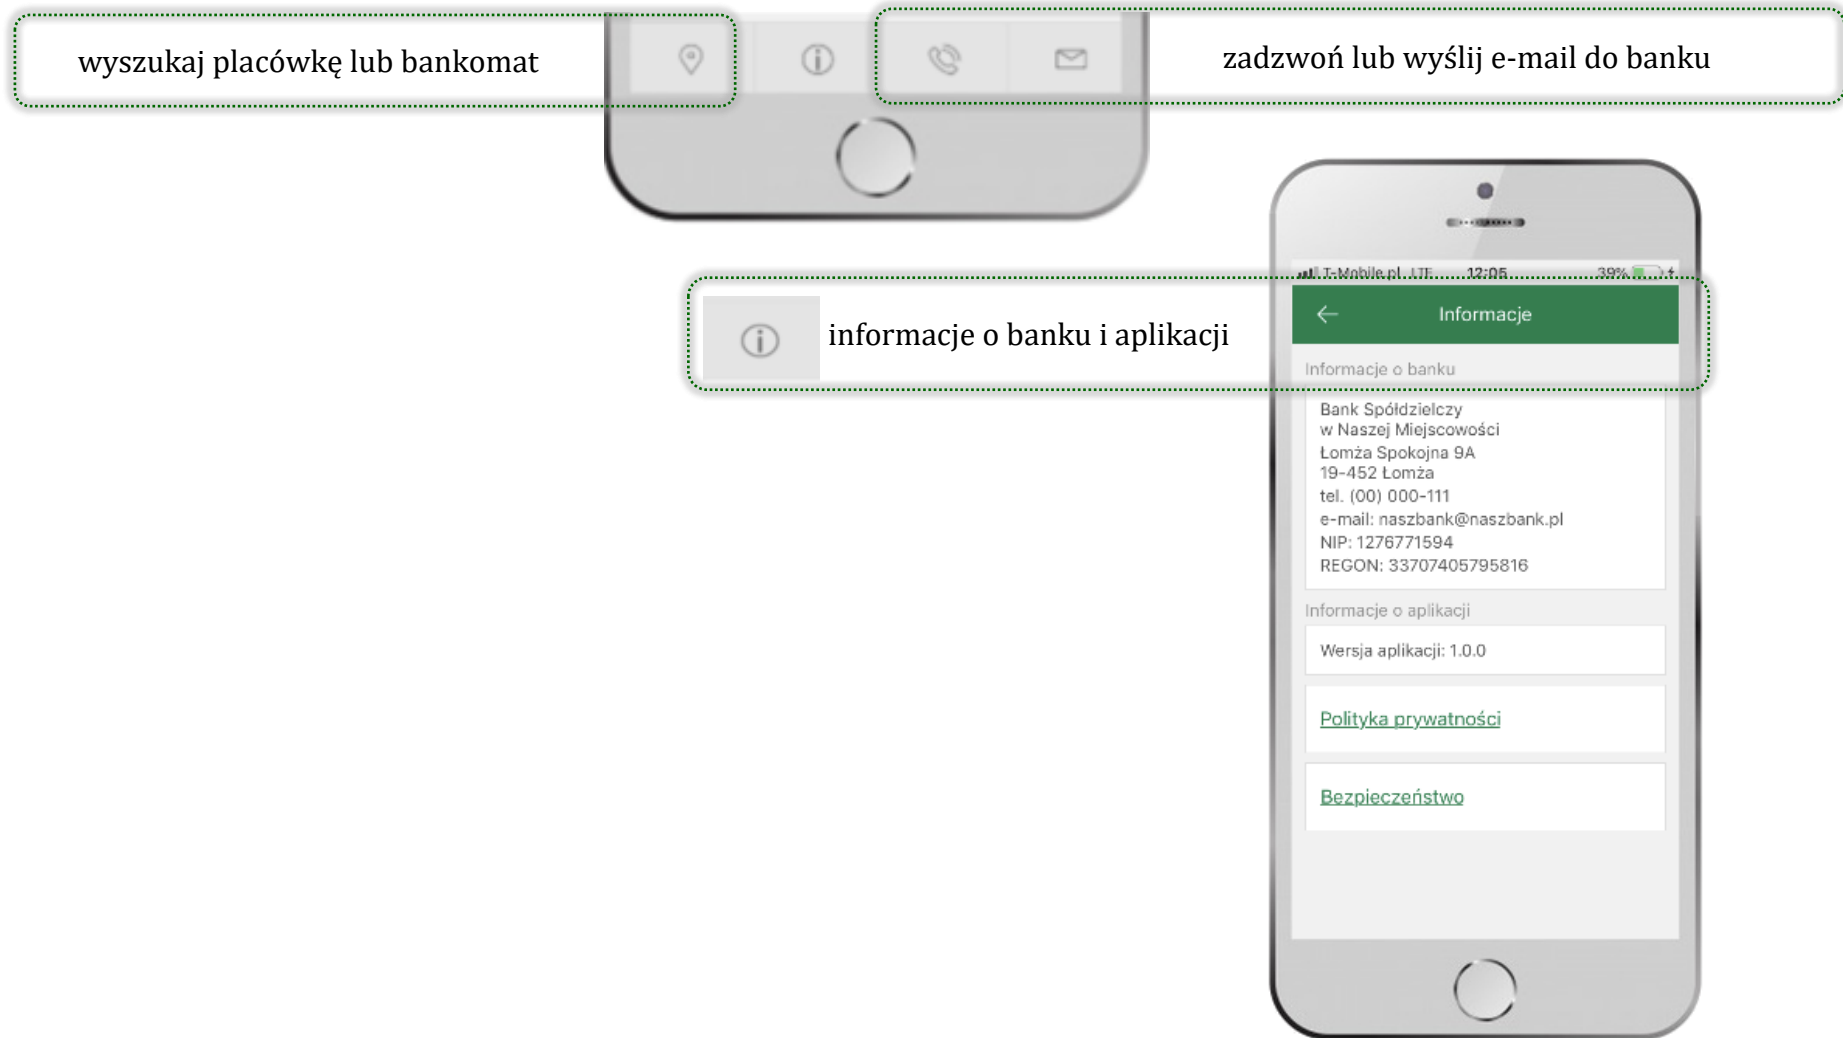 wyszukaj placówkę lub bankomat
zadzwoń lub wyślij e-mail do banku
T-Mobile.pl LTE 12:05 39%
informacje o banku i aplikacji
Informacje
Informacje o banku
Bank Spółdzielczy
w Naszej Miejscowości
Łomża Spokojna 9A
19-452 Łomża
tel. (00) 000-111
e-mail: naszbank@naszbank.pl
NIP: 1276771594
REGON: 33707405795816
Informacje o aplikacji
Wersja aplikacji: 1.0.0
Polityka prywatności
Bezpieczeństwo